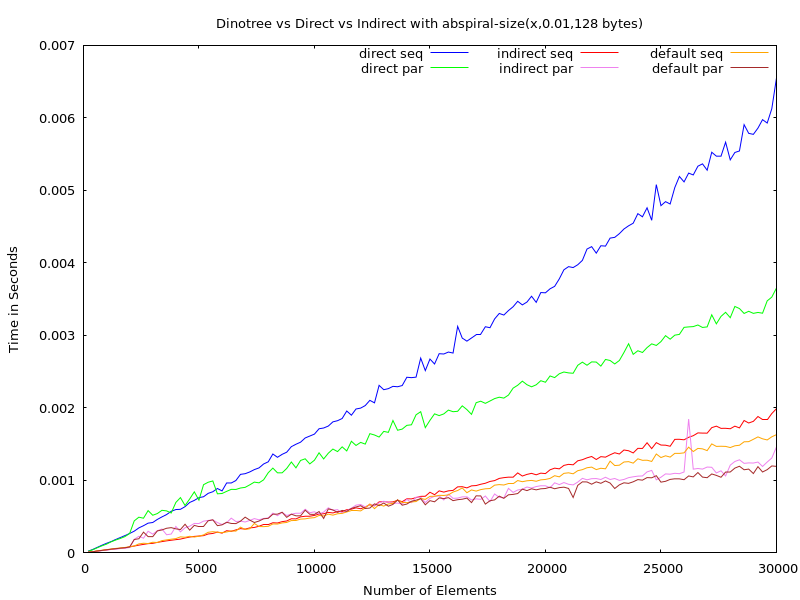 Dinotree vs Direct vs Indirect with abspiral-size(x,0.01,128 bytes)
direct seq indirect seq default seq
direct par indirect par default par
0.007
0.006
0.005
0.004
0.003
0.002
0.001
0
Time in Seconds
0 5000 10000 15000 20000 25000 30000
Number of Elements